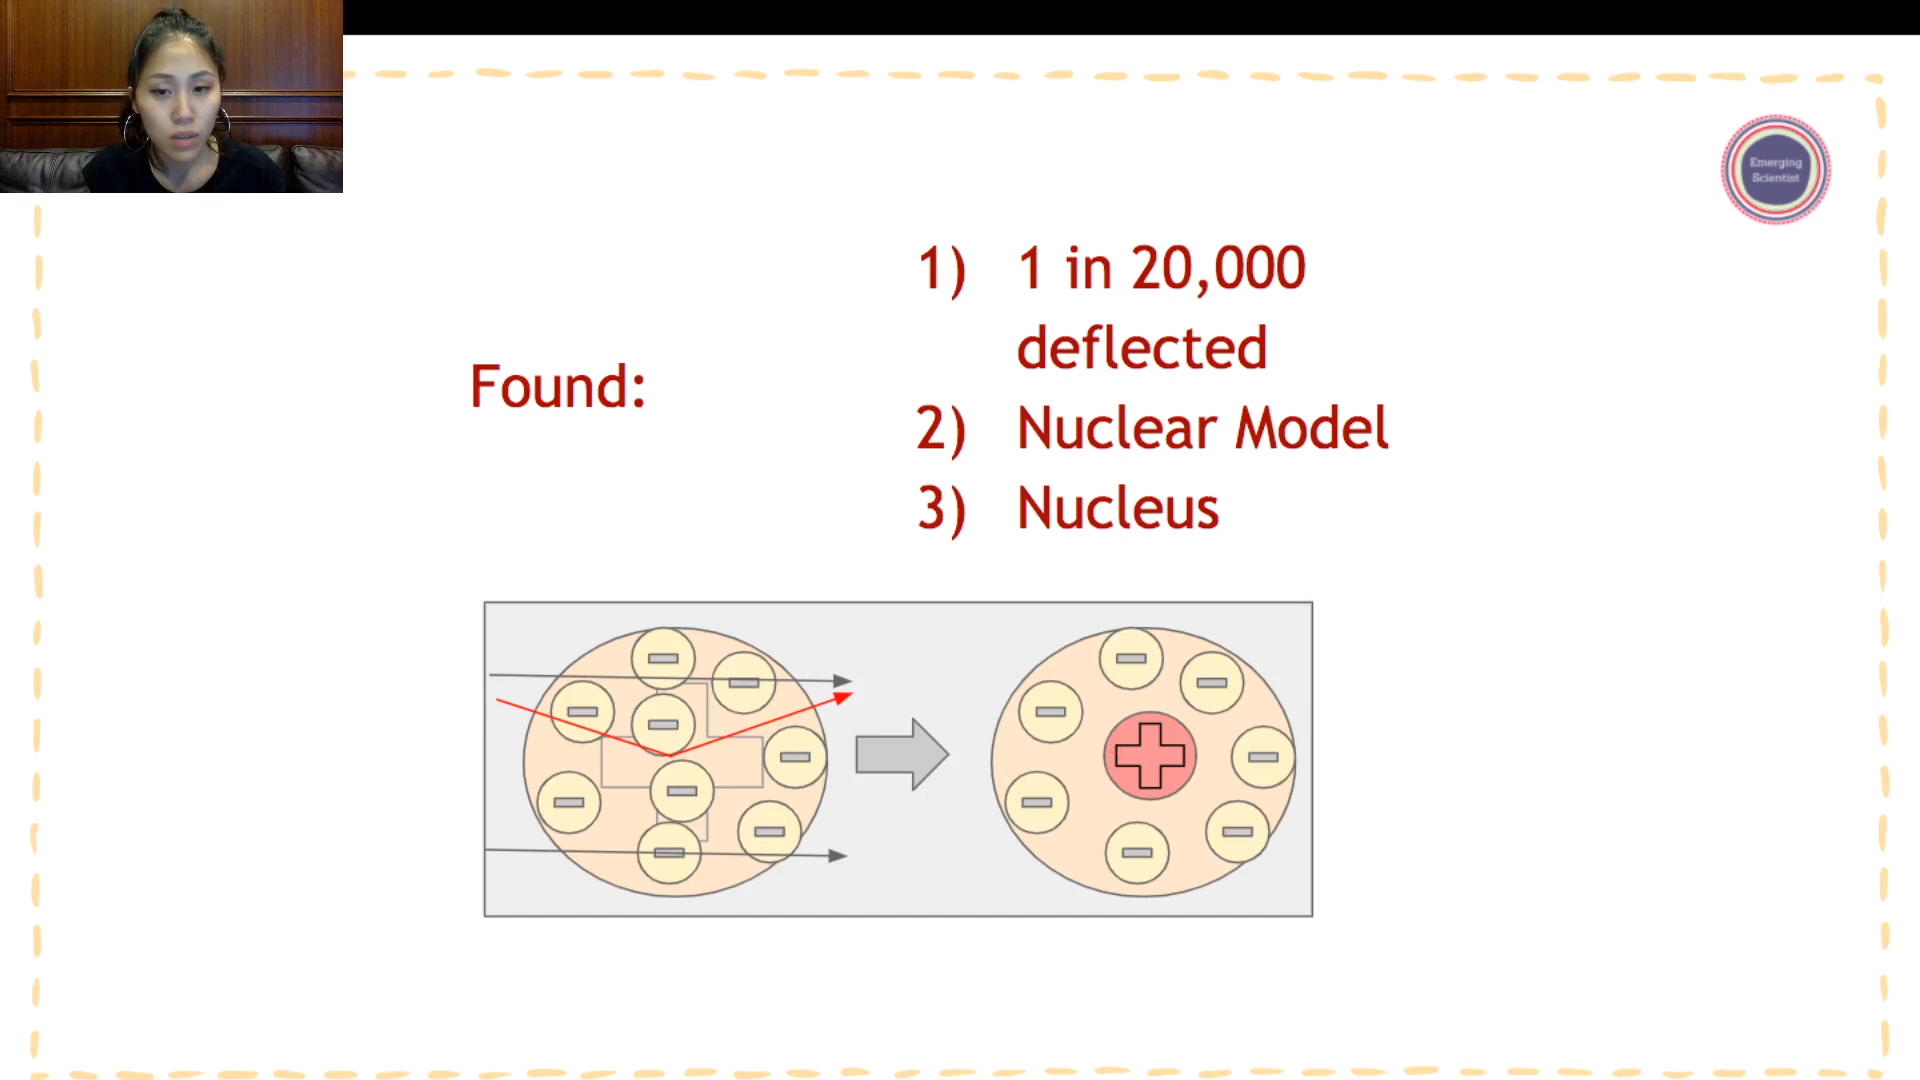 Emerging
Scientist
Found:
1) 1 in 20,000
deflected
2) Nuclear Model
3) Nucleus